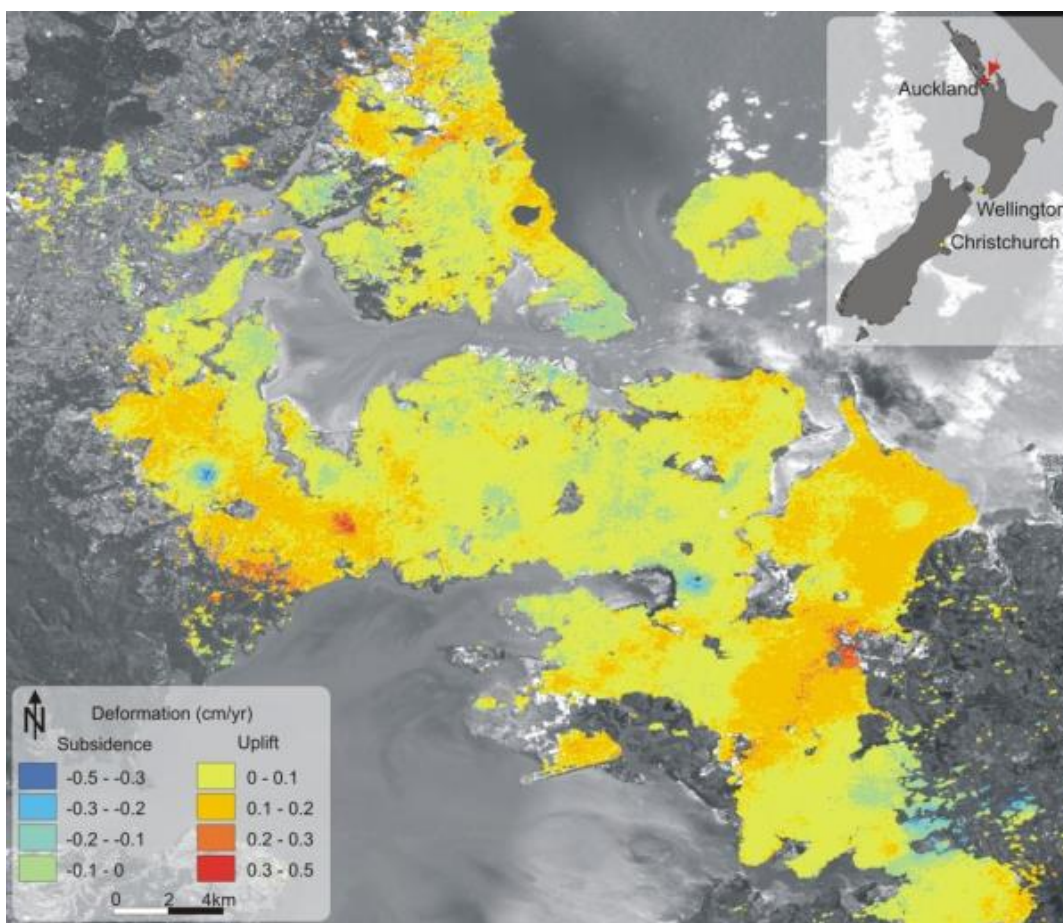 Auckland
Wellington
Christchurch
N
Deformation (cm/yr)
Subsidence Uplift
-0.5 - -0.3 0 - 0.1
-0.3 - -0.2 0.1 - 0.2
-0.2 - -0.1 0.2 - 0.3
-0.1 - 0 0.3 - 0.5
0 2 4km